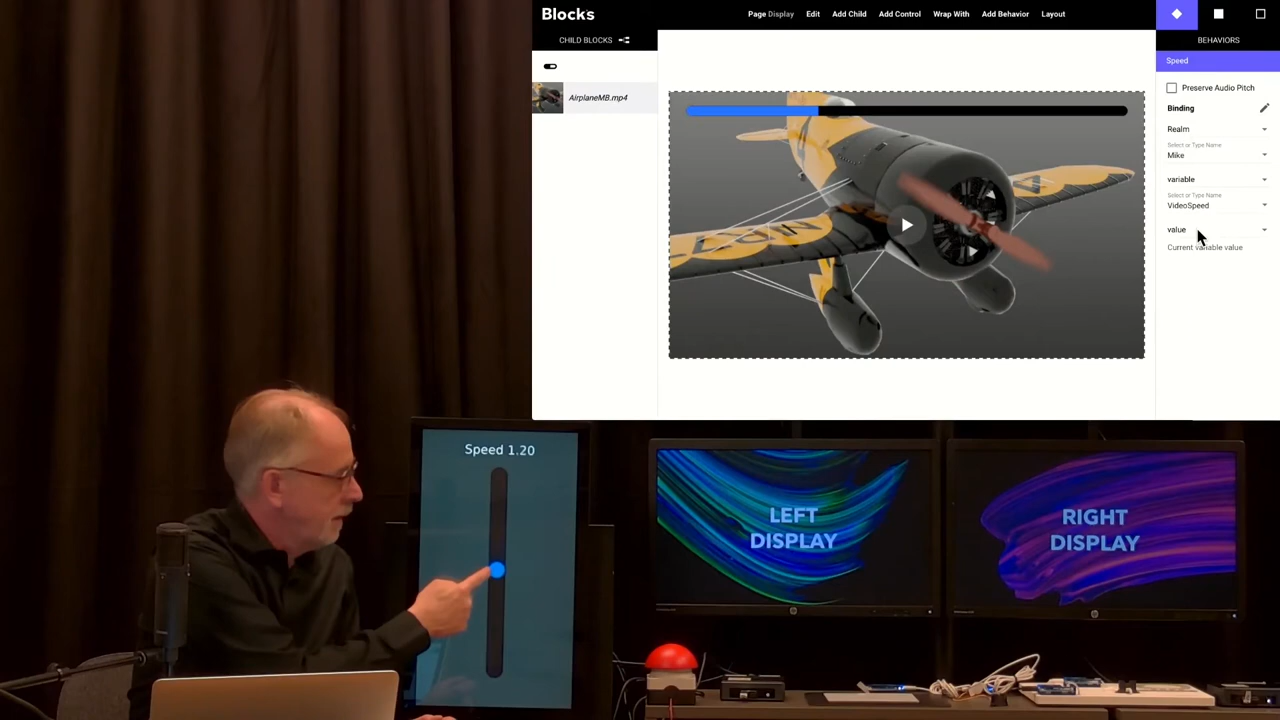 Blocks
Page Display Edit Add Child Add Control Wrap With Add Behavior Layout
CHILD BLOCKS
BEHAVIORS
Speed
AirplaneMB.mp4
Preserve Audio Pitch
Binding
Realm
Select or Type Name
Mike
variable
Select or Type Name
VideoSpeed
value
Current variable value
Speed 1.20
LEFT
DISPLAY
RIGHT
DISPLAY